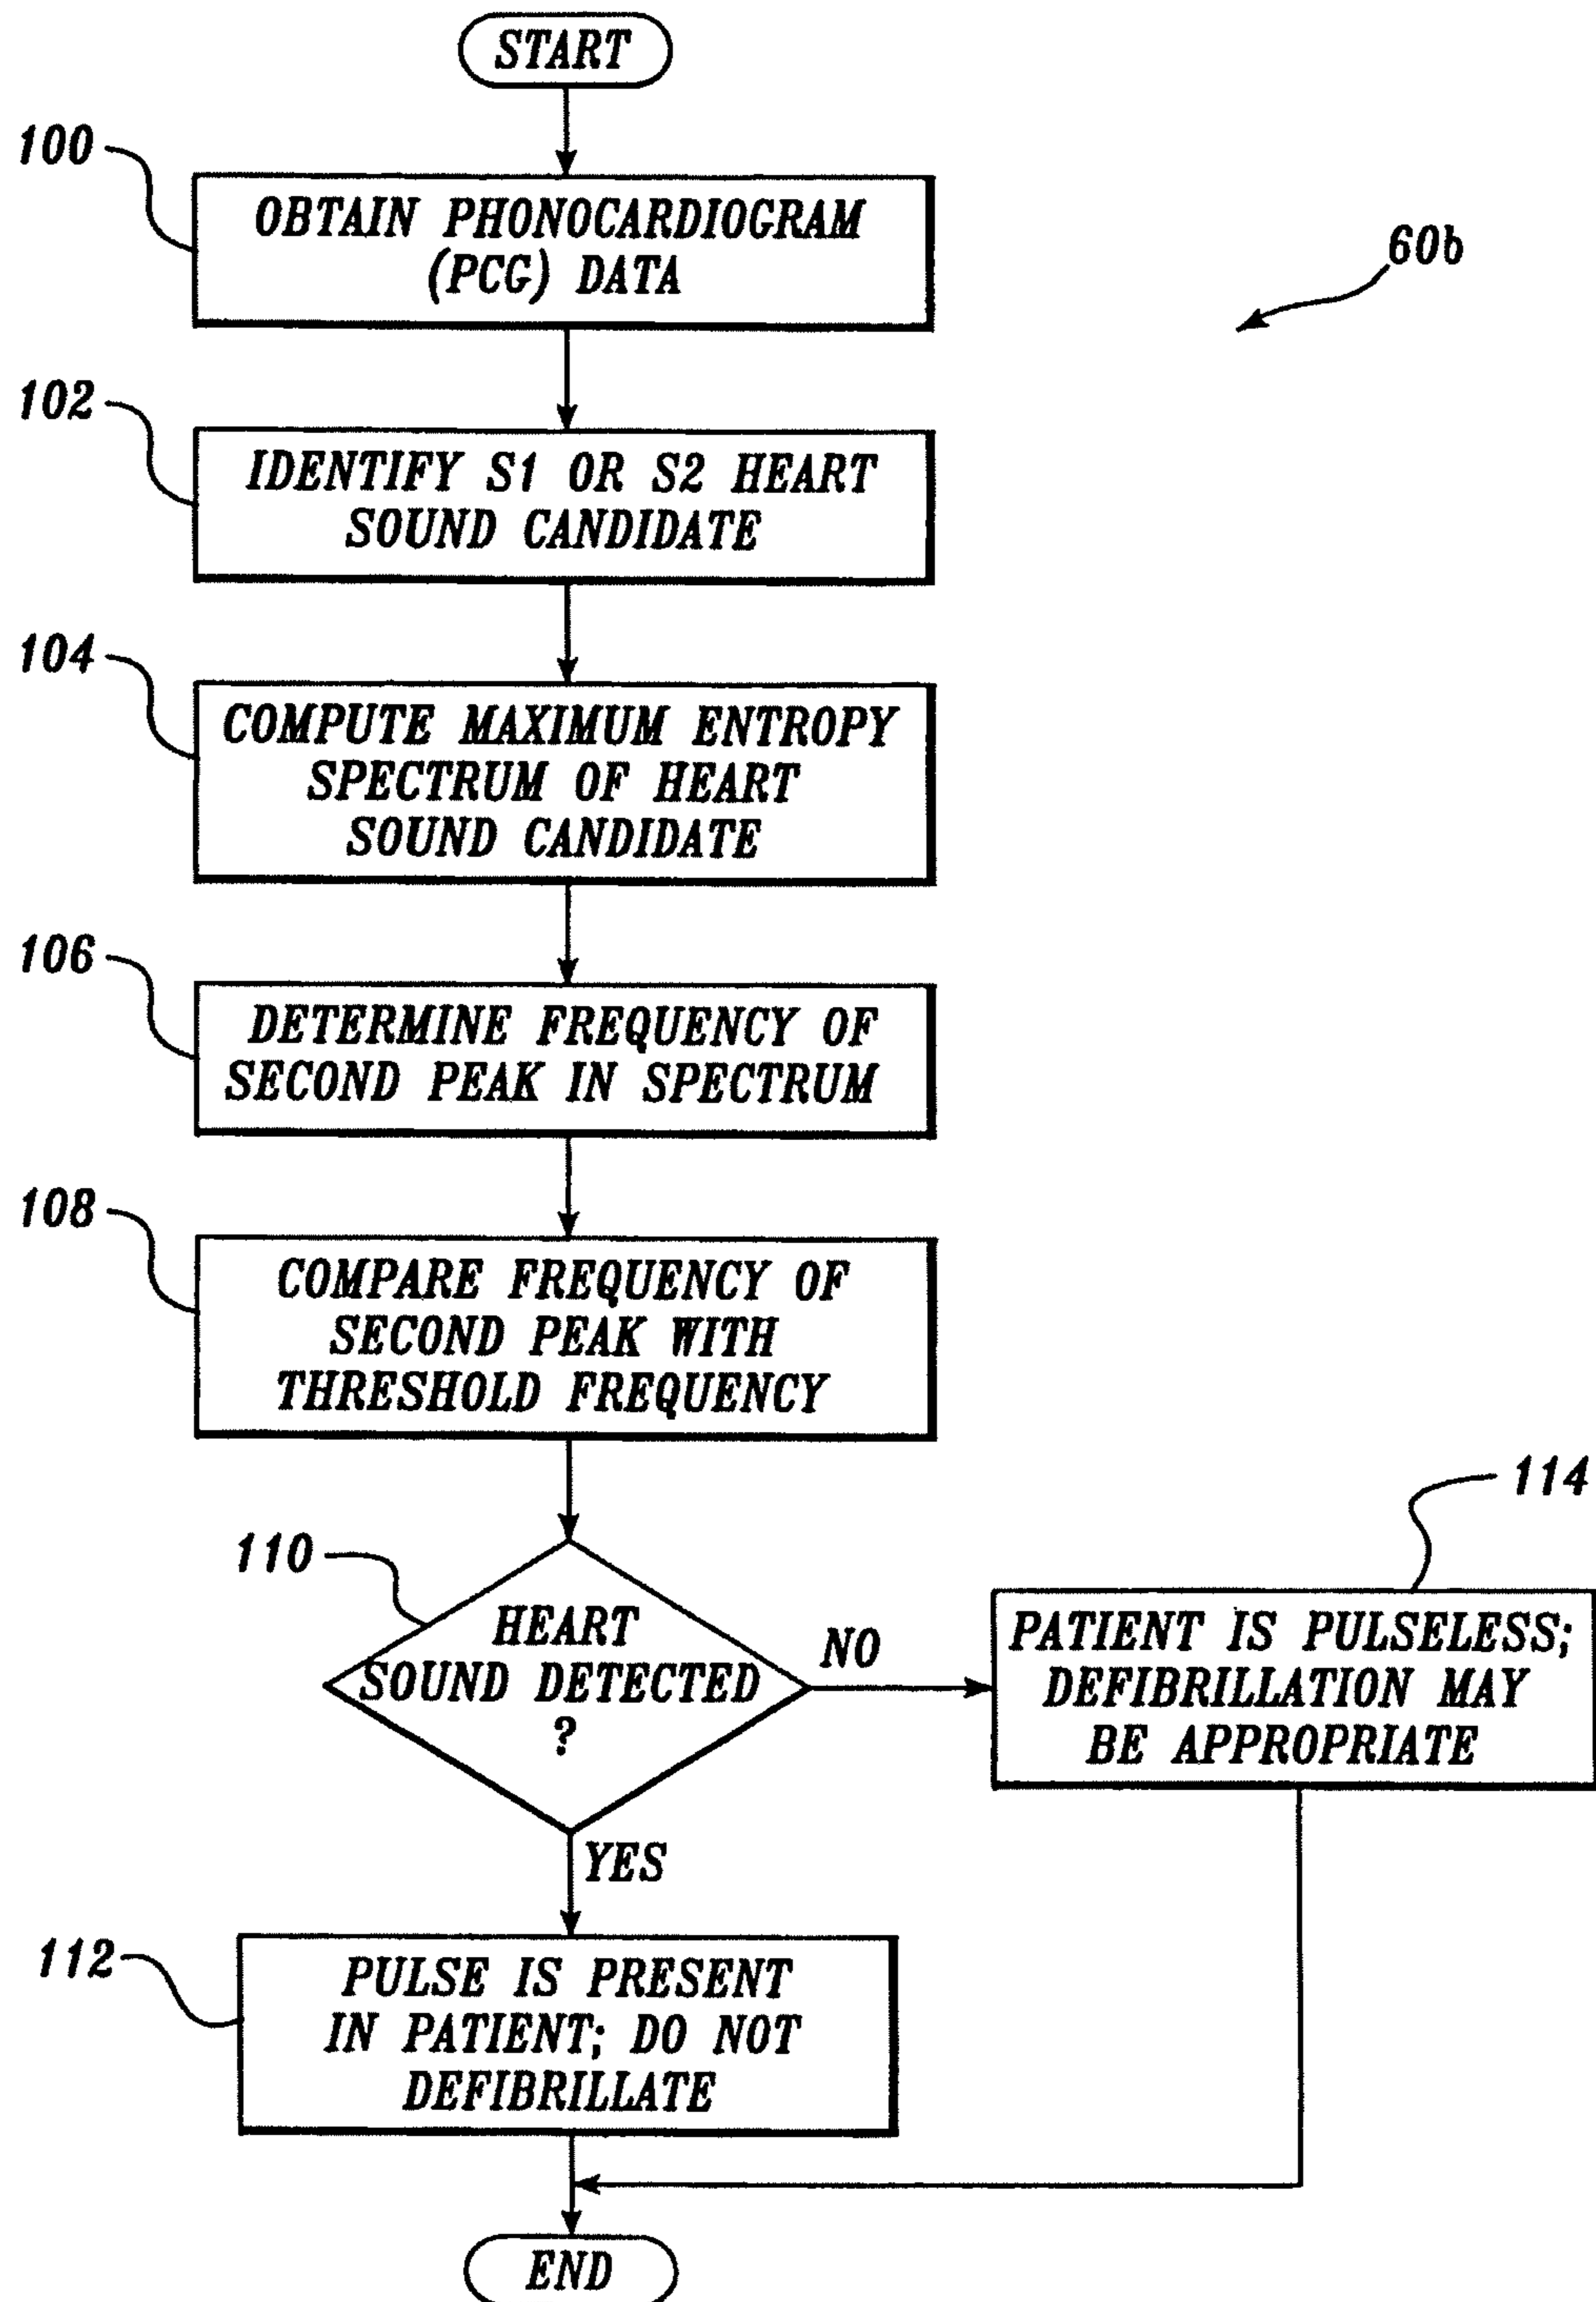 START
100
OBTAIN PHONOCARDIOGRAM
(PCG) DATA
60b
102
IDENTIFY S1 OR S2 HEART
SOUND CANDIDATE
104
COMPUTE MAXIMUM ENTROPY
SPECTRUM OF HEART
SOUND CANDIDATE
106
DETERMINE FREQUENCY OF
SECOND PEAK IN SPECTRUM
108
COMPARE FREQUENCY OF
SECOND PEAK WITH
THRESHOLD FREQUENCY
110
HEART
SOUND DETECTED
?
NO
114
PATIENT IS PULSELESS;
DEFIBRILLATION MAY
BE APPROPRIATE
YES
112
PULSE IS PRESENT
IN PATIENT; DO NOT
DEFIBRILLATE
END